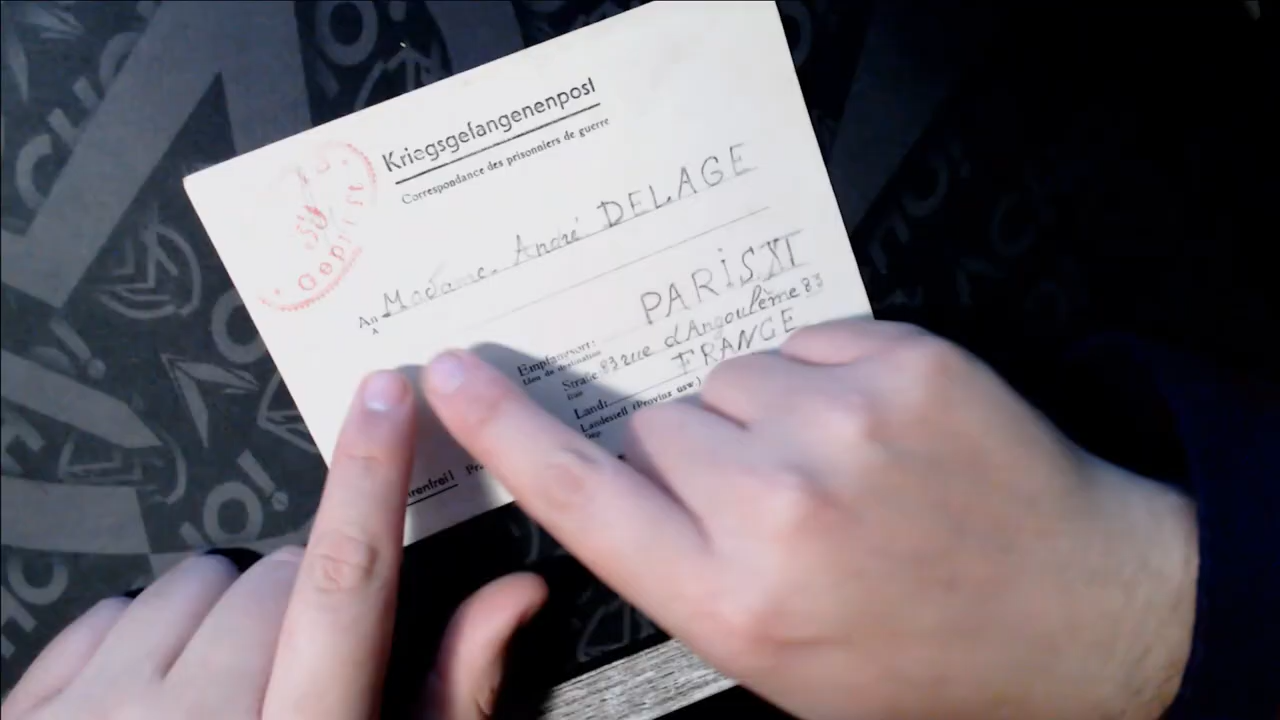 Kriegsgefangenenpost
Correspondance des prisonniers de guerre
Geprüft
An Madame André DELAGE
A
PARIS XI
Empfangsort:
Lieu de destination
Straße 83 rue d'Angoulême 83
Rue
Land: FRANCE
Landesteil (Provinz usw.)